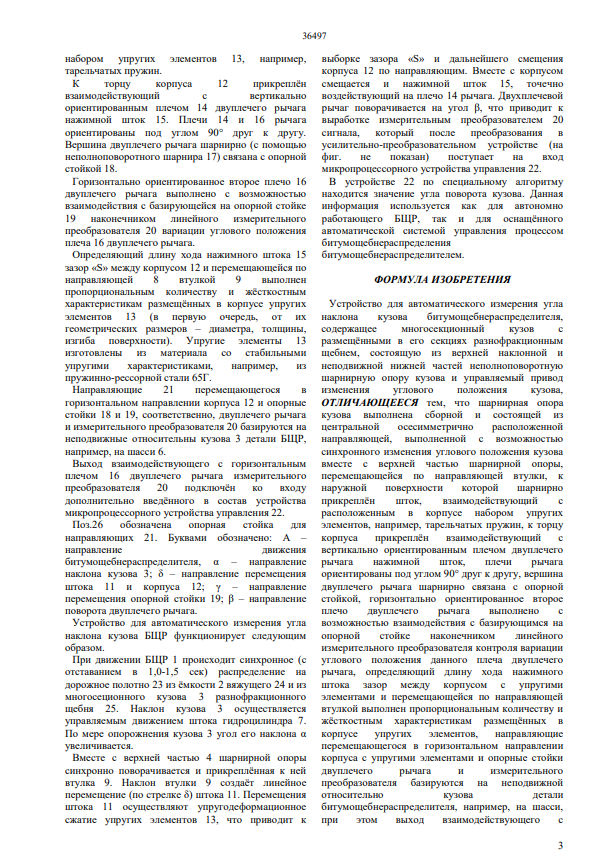 36497
набором упругих элементов 13, например,
тарельчатых пружин.
К торцу корпуса 12 прикреплён
взаимодействующий с вертикально
ориентированным плечом 14 двуплечего рычага
нажимной шток 15. Плечи 14 и 16 рычага
ориентированы под углом 90° друг к другу.
Вершина двуплечего рычага шарнирно (с помощью
неполноповоротного шарнира 17) связана с опорной
стойкой 18.
Горизонтально ориентированное второе плечо 16
двуплечего рычага выполнено с возможностью
взаимодействия с базирующейся на опорной стойке
19 наконечником линейного измерительного
преобразователя 20 вариации углового положения
плеча 16 двуплечего рычага.
Определяющий длину хода нажимного штока 15
зазор «S» между корпусом 12 и перемещающейся по
направляющей 8 втулкой 9 выполнен
пропорциональным количеству и жёсткостным
характеристикам размещённых в корпусе упругих
элементов 13 (в первую очередь, от их
геометрических размеров – диаметра, толщины,
изгиба поверхности). Упругие элементы 13
изготовлены из материала со стабильными
упругими характеристиками, например, из
пружинно-рессорной стали 65Г.
Направляющие 21 перемещающегося в
горизонтальном направлении корпуса 12 и опорные
стойки 18 и 19, соответственно, двуплечего рычага
и измерительного преобразователя 20 базируются на
неподвижные относительны кузова 3 детали БЩР,
например, на шасси 6.
Выход взаимодействующего с горизонтальным
плечом 16 двуплечего рычага измерительного
преобразователя 20 подключён ко входу
дополнительно введённого в состав устройства
микропроцессорного устройства управления 22.
Поз.26 обозначена опорная стойка для
направляющих 21. Буквами обозначено: А –
направление движения
битумощебнераспределителя, α – направление
наклона кузова 3; δ – направление перемещения
штока 11 и корпуса 12; γ – направление
перемещения опорной стойки 19; β – направление
поворота двуплечего рычага.
Устройство для автоматического измерения угла
наклона кузова БЩР функционирует следующим
образом.
При движении БЩР 1 происходит синхронное (с
отставанием в 1,0-1,5 сек) распределение на
дорожное полотно 23 из ёмкости 2 вяжущего 24 и из
многосеционного кузова 3 разнофракционного
щебня 25. Наклон кузова 3 осуществляется
управляемым движением штока гидроцилиндра 7.
По мере опорожнения кузова 3 угол его наклона α
увеличивается.
Вместе с верхней частью 4 шарнирной опоры
синхронно поворачивается и прикреплённая к ней
втулка 9. Наклон втулки 9 создаёт линейное
перемещение (по стрелке δ) штока 11. Перемещения
штока 11 осуществляют упругодеформационное
сжатие упругих элементов 13, что приводит к
выборке зазора «S» и дальнейшего смещения
корпуса 12 по направляющим. Вместе с корпусом
смещается и нажимной шток 15, точечно
воздействующий на плечо 14 рычага. Двухплечевой
рычаг поворачивается на угол β, что приводит к
выработке измерительным преобразователем 20
сигнала, который после преобразования в
усилительно-преобразовательном устройстве (на
фиг. не показан) поступает на вход
микропроцессорного устройства управления 22.
В устройстве 22 по специальному алгоритму
находится значение угла поворота кузова. Данная
информация используется как для автономно
работающего БЩР, так и для оснащённого
автоматической системой управления процессом
битумощебнераспределения
битумощебнераспределителем.
ФОРМУЛА ИЗОБРЕТЕНИЯ
Устройство для автоматического измерения угла
наклона кузова битумощебнераспределителя,
содержащее многосекционный кузов с
размещёнными в его секциях разнофракционным
щебнем, состоящую из верхней наклонной и
неподвижной нижней частей неполноповоротную
шарнирную опору кузова и управляемый привод
изменения углового положения кузова,
ОТЛИЧАЮЩЕЕСЯ тем, что шарнирная опора
кузова выполнена сборной и состоящей из
центральной осесимметрично расположенной
направляющей, выполненной с возможностью
синхронного изменения углового положения кузова
вместе с верхней частью шарнирной опоры,
перемещающейся по направляющей втулки, к
наружной поверхности которой шарнирно
прикреплён шток, взаимодействующий с
расположенным в корпусе набором упругих
элементов, например, тарельчатых пружин, к торцу
корпуса прикреплён взаимодействующий с
вертикально ориентированным плечом двуплечего
рычага нажимной шток, плечи рычага
ориентированы под углом 90° друг к другу, вершина
двуплечего рычага шарнирно связана с опорной
стойкой, горизонтально ориентированное второе
плечо двуплечего рычага выполнено с
возможностью взаимодействия с базирующимся на
опорной стойке наконечником линейного
измерительного преобразователя контроля вариации
углового положения данного плеча двуплечего
рычага, определяющий длину хода нажимного
штока зазор между корпусом с упругими
элементами и перемещающейся по направляющей
втулкой выполнен пропорциональным количеству и
жёсткостным характеристикам размещённых в
корпусе упругих элементов, направляющие
перемещающегося в горизонтальном направлении
корпуса с упругими элементами и опорные стойки
двуплечего рычага и измерительного
преобразователя базируются на неподвижной
относительно кузова детали
битумощебнераспределителя, например, на шасси,
при этом выход взаимодействующего с
3